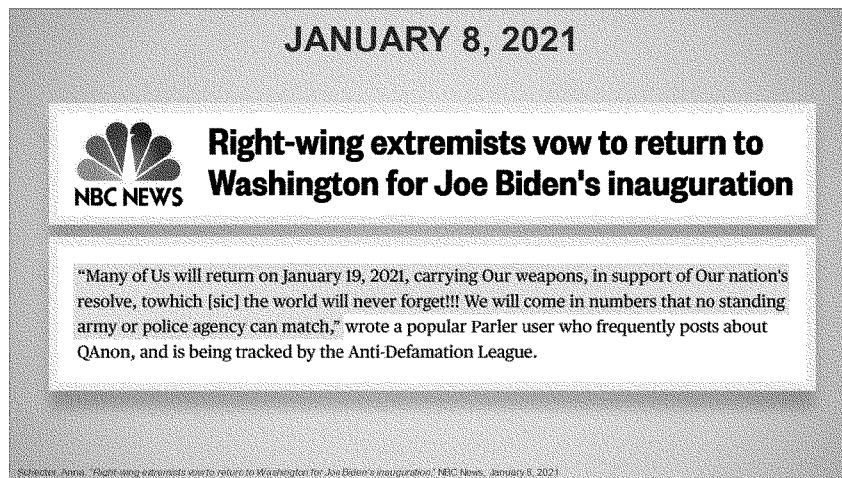 JANUARY 8, 2021
Right-wing extremists vow to return to
NBC NEWS
Washington for Joe Biden's inauguration
“Many of Us will return on January 19, 2021, carrying Our weapons, in support of Our nation's
resolve, towhich [sic] the world will never forget!!! We will come in numbers that no standing
army or police agency can match,” wrote a popular Parler user who frequently posts about
QAnon, and is being tracked by the Anti-Defamation League.
Schecter, Anna. "Right-wing extremists vow to return to Washington for Joe Biden's inauguration," NBC News, January 8, 2021